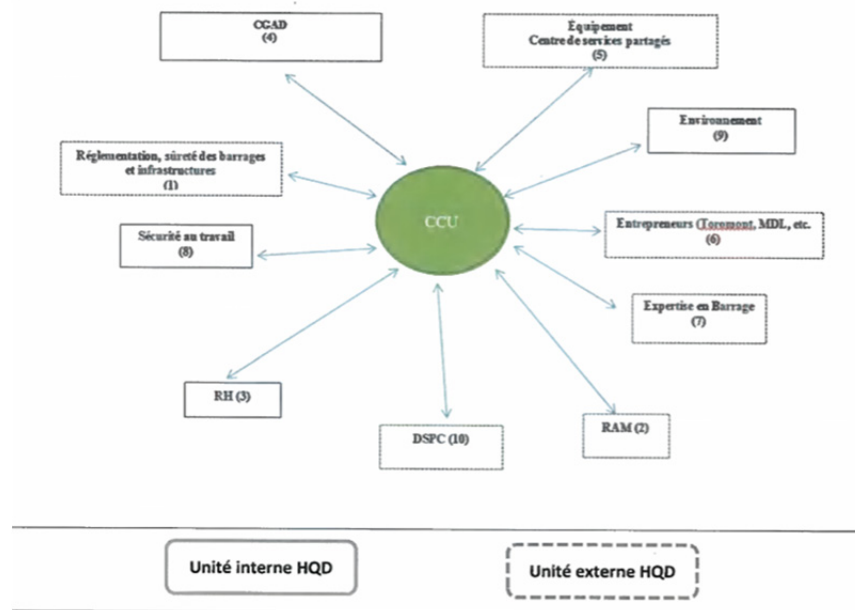 CGAD
(4)
Équipement
Centre de services partagés
(5)
Environnement
(9)
Réglementation, sûreté des barrages
et infrastructures
(1)
CCU
Sécurité au travail
(8)
Entrepreneurs (Toromont, MDL, etc.
(6)
Expertise en Barrage
(7)
RH (3)
DSPC (10)
RAM (2)
Unité interne HQD
Unité externe HQD